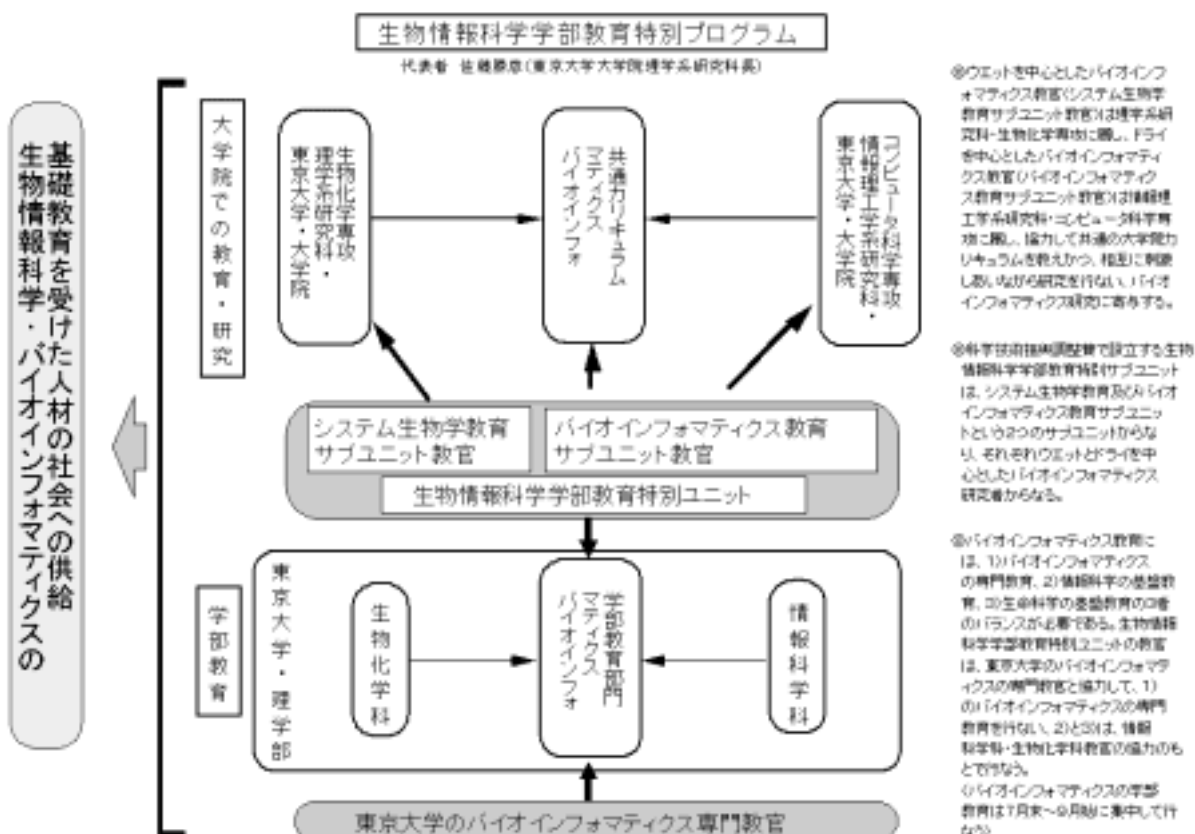 生物情報科学学部教育特別プログラム
代表者 佐藤勝彦(東京大学大学院理学系研究科長)
基礎教育を受けた人材の社会への供給
生物情報科学・バイオインフォマティクスの
大学院での教育・研究
生物化学専攻
理学系研究科・
東京大学・大学院
共通カリキュラム
マティクス
バイオインフォ
コンピュータ科学専攻
情報理工学系研究科・
東京大学・大学院
システム生物学教育
サブユニット教官
バイオインフォマティクス教育
サブユニット教官
生物情報科学学部教育特別ユニット
学部教育
東京大学・理学部
生物化学科
学部教育部門
マティクス
バイオインフォ
情報科学科
東京大学のバイオインフォマティクス専門教官
◎ウエットを中心としたバイオインフ
ォマティクス教官(システム生物学
教育サブユニット教官)は理学系研
究科・生物化学専攻に属し、ドライ
を中心としたバイオインフォマティ
クス教官(バイオインフォマティク
ス教育サブユニット教官)は情報理
工学系研究科・コンピュータ科学専
攻に属し、協力して共通の大学院カ
リキュラムを教えかつ、相互に刺激
しあいながら研究を行ない、バイオ
インフォマティクス研究に寄与する。
◎科学技術振興調整費で設立する生物
情報科学学部教育特別サブユニット
は、システム生物学教育及びバイオ
インフォマティクス教育サブユニッ
トという2つのサブユニットからな
り、それぞれウエットとドライを中
心としたバイオインフォマティクス
研究者からなる。
◎バイオインフォマティクス教育に
は、1)バイオインフォマティクス
の専門教育、2)情報科学の基盤教
育、3)生命科学の基盤教育の3者
のバランスが必要である。生物情報
科学学部教育特別ユニットの教官
は、東京大学のバイオインフォマテ
ィクスの専門教官と協力して、1)
のバイオインフォマティクスの専門
教育を行ない、2)と3)は、情報
科学科・生物化学科教官の協力のも
とで行なう。
(バイオインフォマティクスの学部
教育は7月末〜9月始に集中して行
なう)